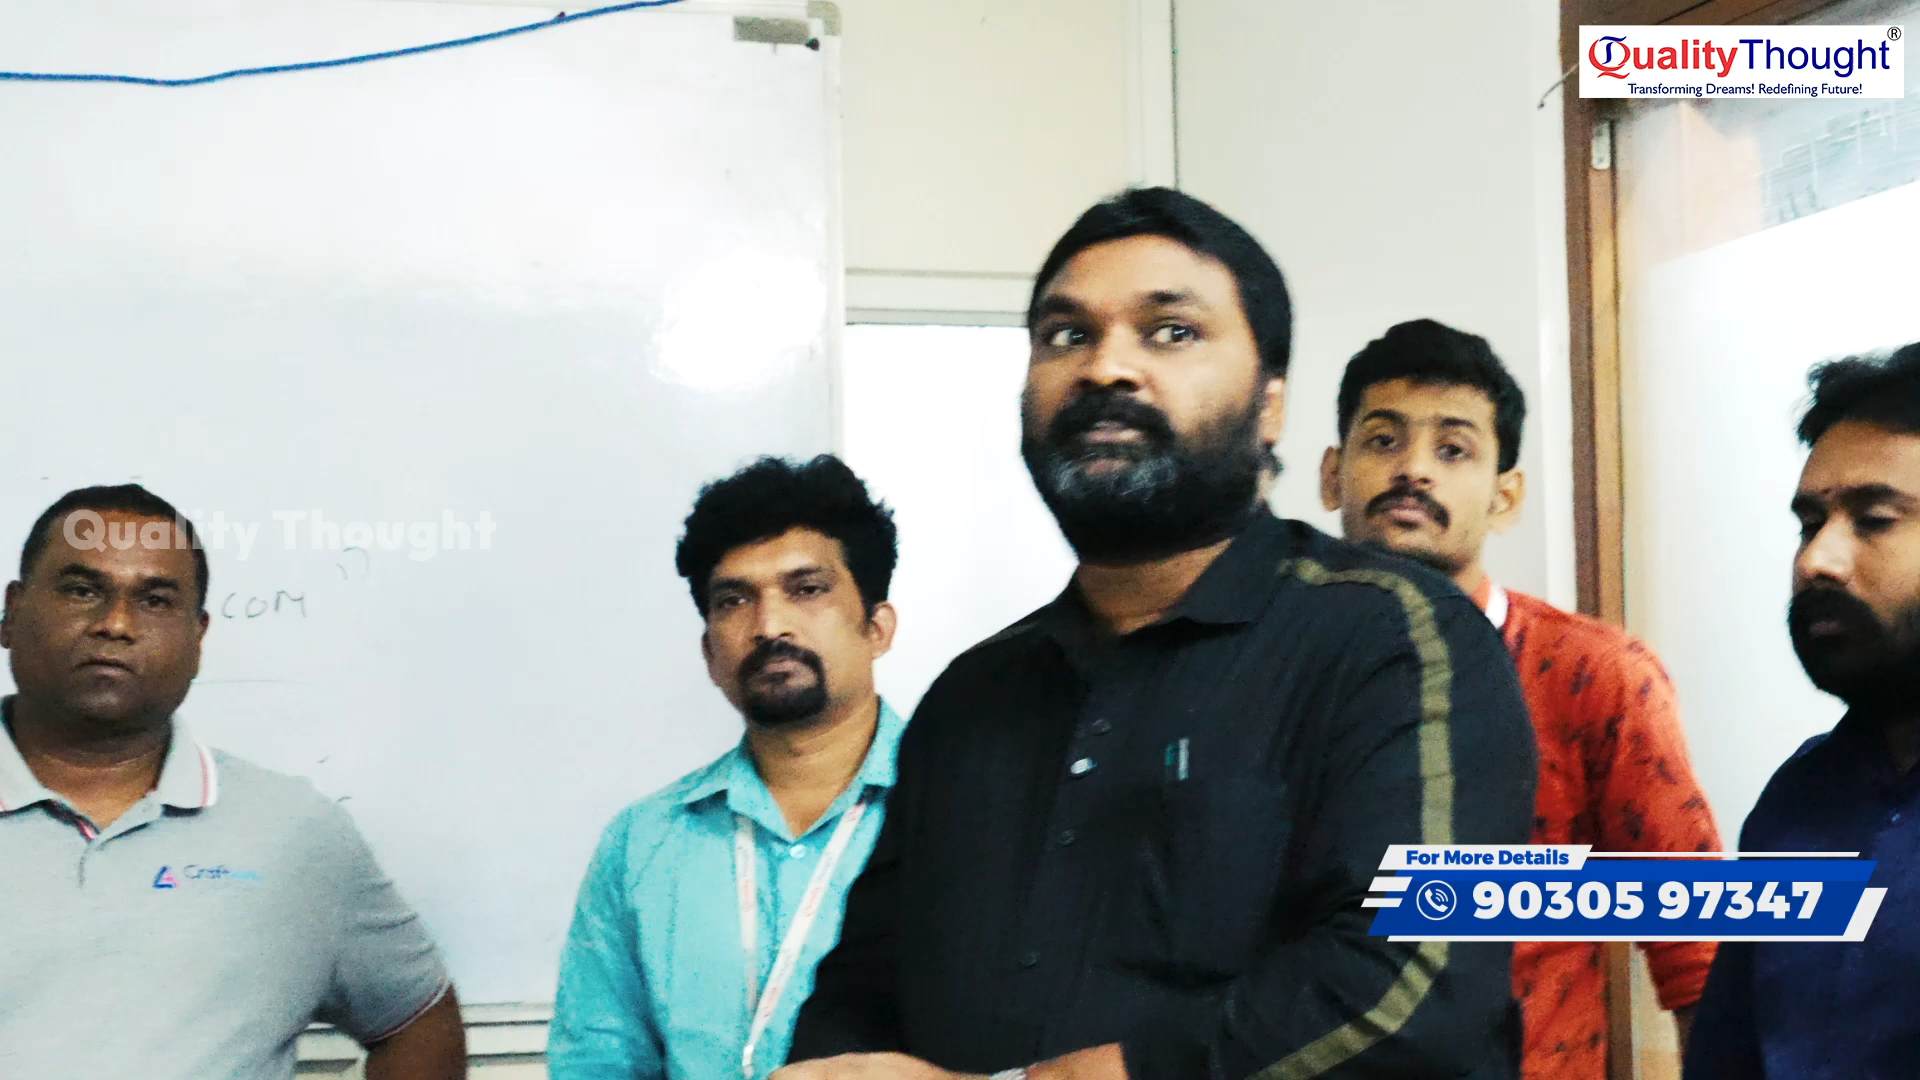 QualityThought®
Transforming Dreams! Redefining Future!
Quality Thought
COM
For More Details
90305 97347